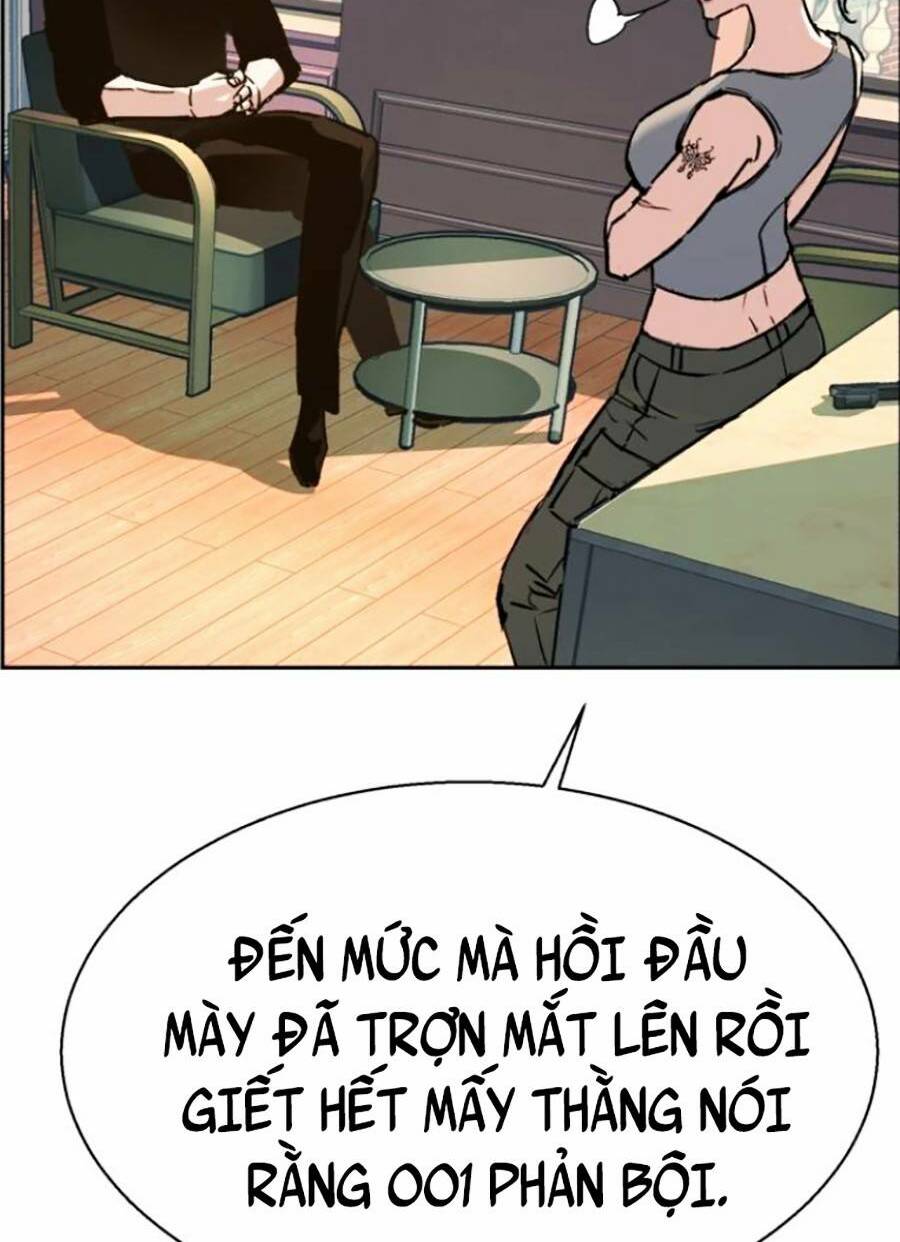 ĐẾN MỨC MÀ HỒI ĐẦU
MÀY ĐÃ TRỢN MẮT LÊN RỒI
GIẾT HẾT MẤY THẰNG NÓI
RẰNG 001 PHẢN BỘI.